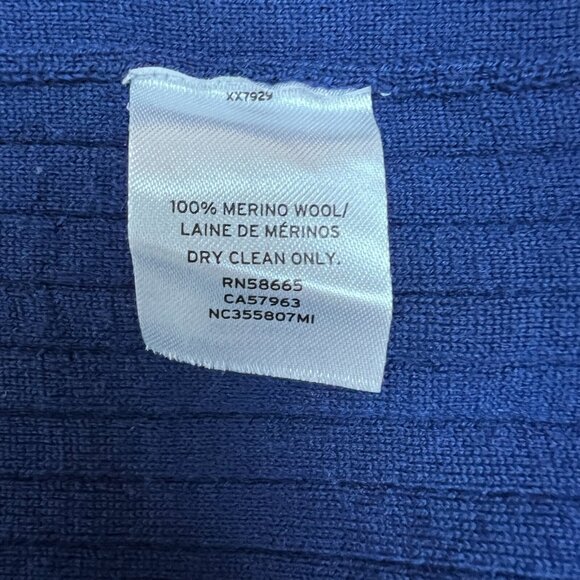 XX7929
100% MERINO WOOL/
LAINE DE MÉRINOS
DRY CLEAN ONLY.
RN58665
CA57963
NC355807MI